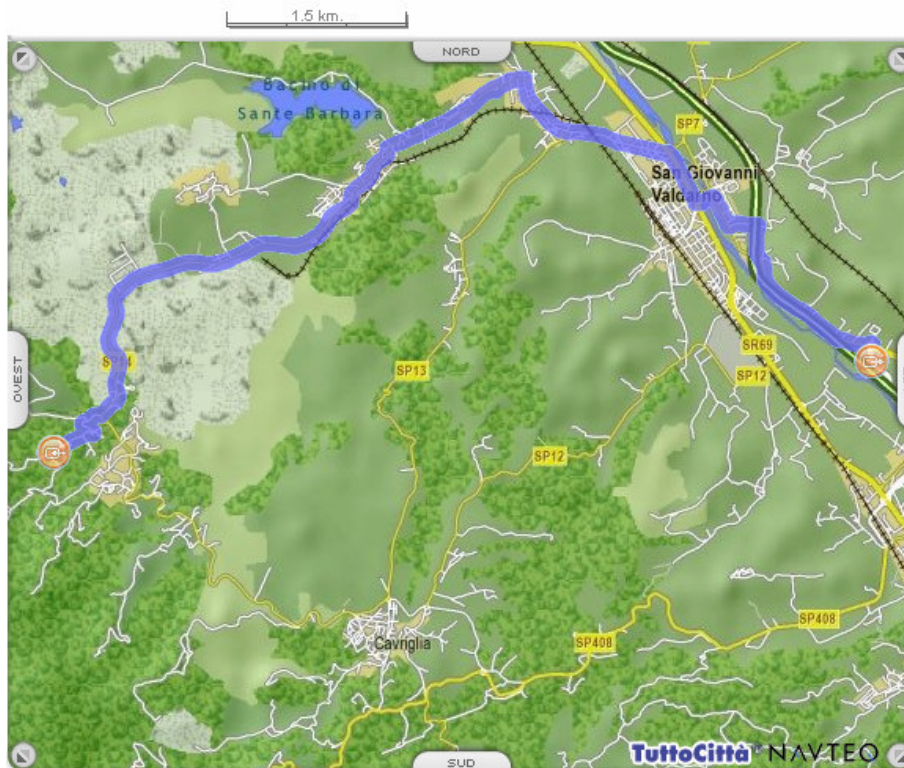 1.5 km.
NORD
Bacino di
Sante Barbara
SP7
San Giovanni
Valdarno
OVEST
SP14
SP13
SR69
SP12
SP12
SP408
SP408
Cavriglia
SUD
TuttoCittà NAVTEQ